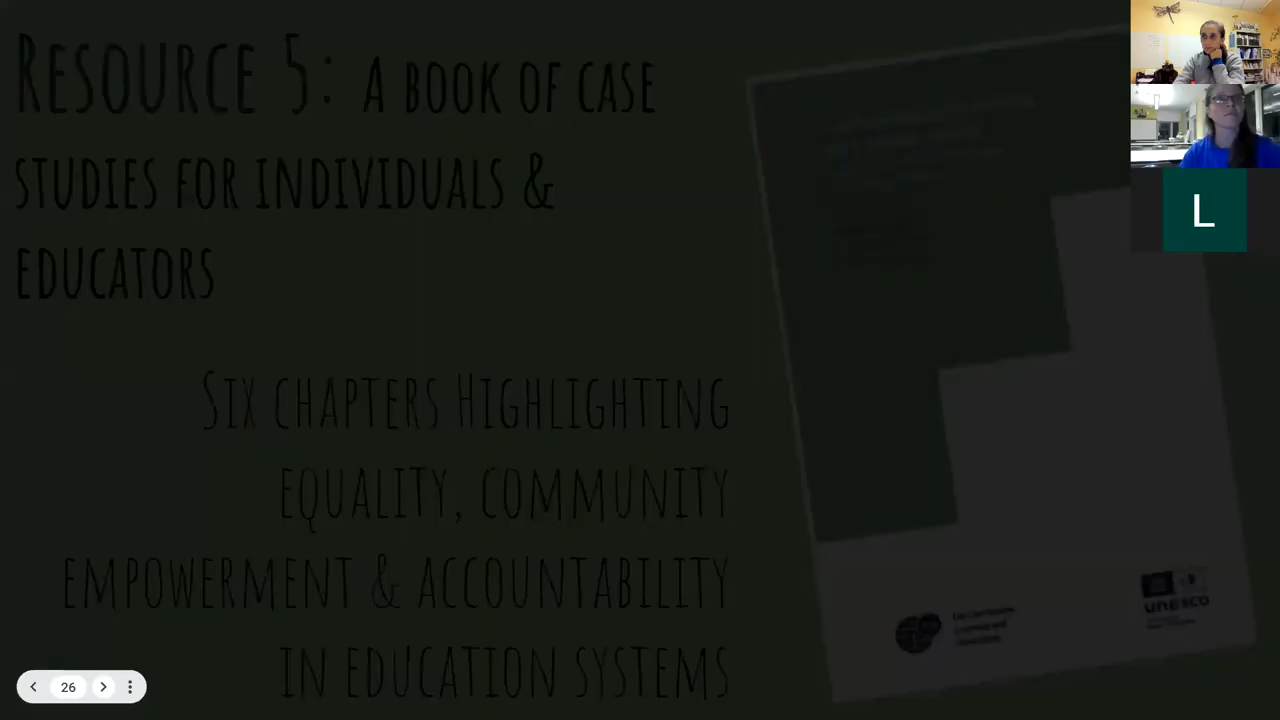 Resource 5: A book of case
studies for individuals &
educators
Six chapters Highlighting
equality, community
empowerment & accountability
in education systems
unesco
L
26